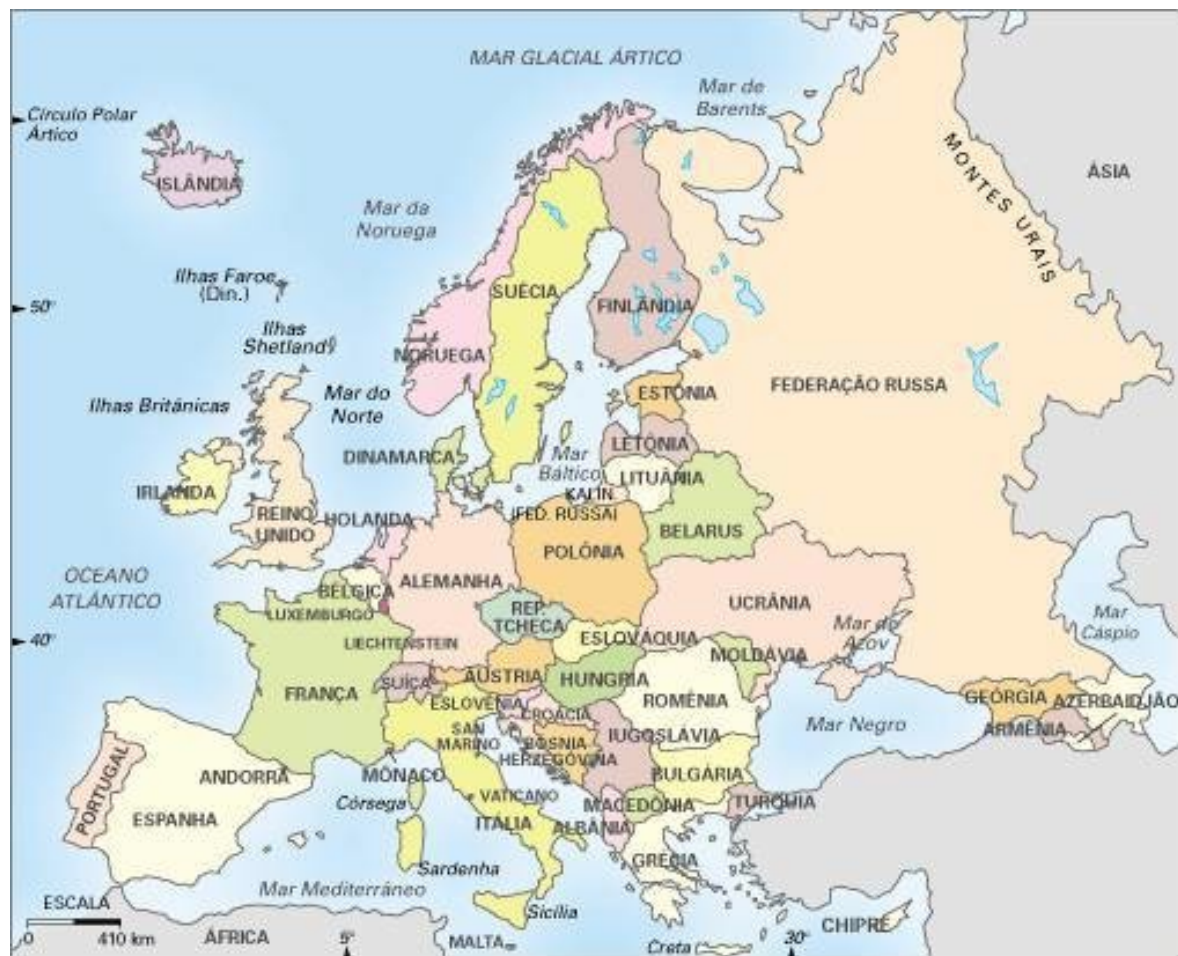 MAR GLACIAL ÁRTICO
Mar de
Barents
Círculo Polar
Ártico
ISLÂNDIA
MONTES URAIS
ÁSIA
Mar da
Noruega
Ilhas Faroe
(Din.)
50°
SUÉCIA
FINLÂNDIA
Ilhas
Shetland
NORUEGA
FEDERAÇÃO RUSSA
Mar do
Norte
ESTÔNIA
Ilhas Británicas
LETÔNIA
DINAMARCA
Mar
Báltico
LITUÂNIA
IRLANDA
KALIN
(FED. RUSSA)
REINO
UNIDO
HOLANDA
BELARUS
POLÔNIA
OCEANO
ATLÁNTICO
ALEMANHA
BÉLGICA
UCRÂNIA
LUXEMBURGO
REP.
TCHECA
Mar
Cáspio
Mar de
Azov
40°
LIECHTENSTEIN
ESLOVÁQUIA
MOLDÁVIA
SUÍÇA
ÁUSTRIA
HUNGRIA
FRANÇA
ROMÊNIA
GEÓRGIA
AZERBAIDJÃO
ESLOVÊNIA
CROÁCIA
SAN
MARINO
BÓSNIA
HERZEGÓVINA
IUGOSLÁVIA
Mar Negro
ARMÊNIA
PORTUGAL
ANDORRA
MÔNACO
BULGÁRIA
Córsega
VATICANO
MACEDÔNIA
TURQUIA
ESPANHA
ITÁLIA
ALBÂNIA
GRÉCIA
Sardenha
Mar Mediterráneo
ESCALA
0
410 km
Sicília
ÁFRICA
5°
MALTA
Creta
30°
CHIPRE